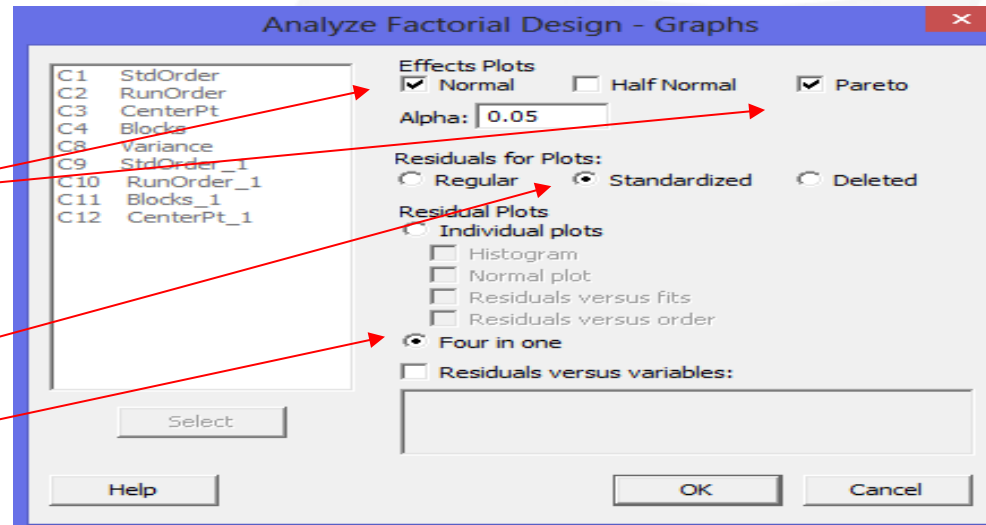 Analyze Factorial Design - Graphs
C1 StdOrder
C2 RunOrder
C3 CenterPt
C4 Blocks
C8 Variance
C9 StdOrder_1
C10 RunOrder_1
C11 Blocks_1
C12 CenterPt_1
Select
Help
Effects Plots
Normal Half Normal Pareto
Alpha: 0.05
Residuals for Plots:
Regular Standardized Deleted
Residual Plots
Individual plots
Histogram
Normal plot
Residuals versus fits
Residuals versus order
Four in one
Residuals versus variables:
OK Cancel